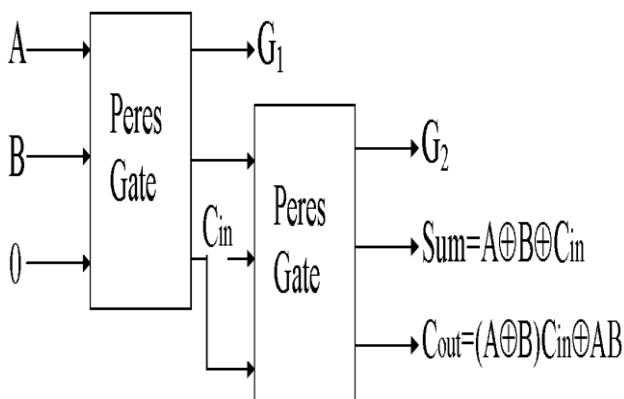 A
B
0
Peres
Gate
G₁
Cin
Peres
Gate
G₂
Sum=A⊕B⊕Cin
Cout=(A⊕B)Cin⊕AB